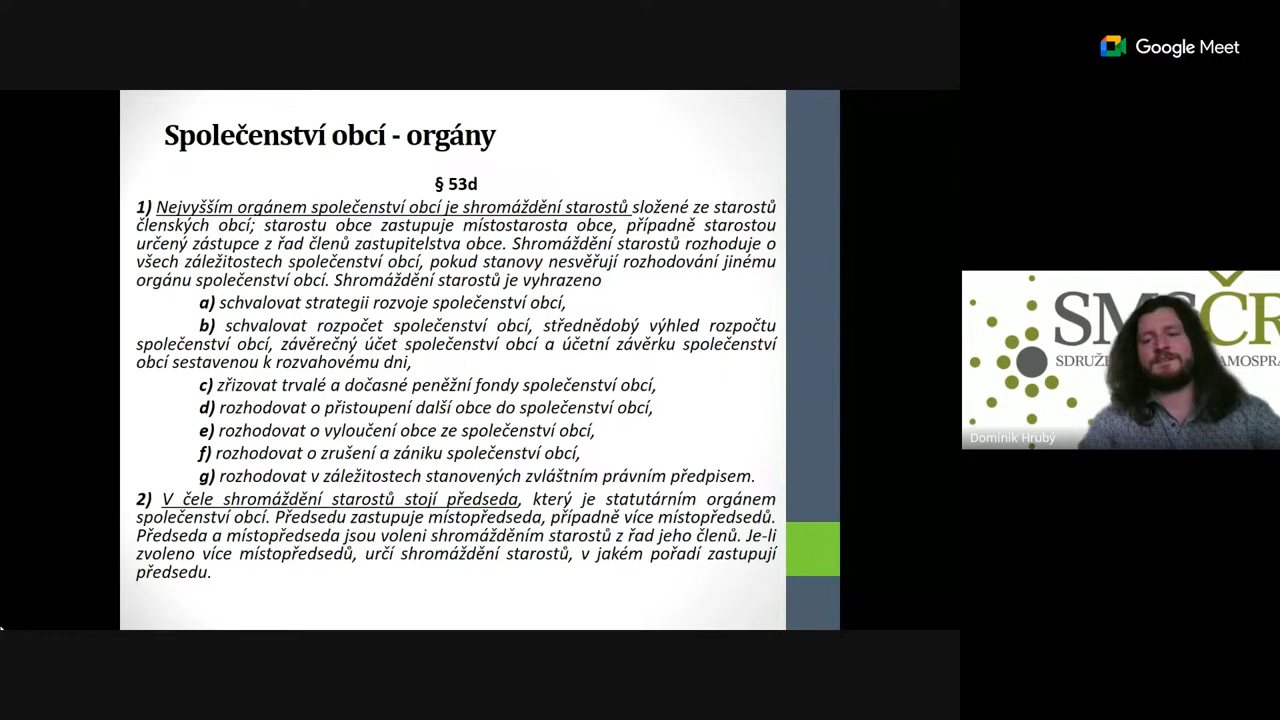 Google Meet
Společenství obcí - orgány
§ 53d
1) Nejvyšším orgánem společenství obcí je shromáždění starostů složené ze starostů
členských obcí; starostu obce zastupuje místostarosta obce, případně starostou
určený zástupce z řad členů zastupitelstva obce. Shromáždění starostů rozhoduje o
všech záležitostech společenství obcí, pokud stanovy nesvěřují rozhodování jinému
orgánu společenství obcí. Shromáždění starostů je vyhrazeno
a) schvalovat strategii rozvoje společenství obcí,
b) schvalovat rozpočet společenství obcí, střednědobý výhled rozpočtu
společenství obcí, závěrečný účet společenství obcí a účetní závěrku společenství
obcí sestavenou k rozvahovému dni,
c) zřizovat trvalé a dočasné peněžní fondy společenství obcí,
d) rozhodovat o přistoupení další obce do společenství obcí,
e) rozhodovat o vyloučení obce ze společenství obcí,
f) rozhodovat o zrušení a zániku společenství obcí,
g) rozhodovat v záležitostech stanovených zvláštním právním předpisem.
2) V čele shromáždění starostů stojí předseda, který je statutárním orgánem
společenství obcí. Předsedu zastupuje místopředseda, případně více místopředsedů.
Předseda a místopředseda jsou voleni shromážděním starostů z řad jeho členů. Je-li
zvoleno více místopředsedů, určí shromáždění starostů, v jakém pořadí zastupují
předsedu.
SMSČR
Dominik Hrubý